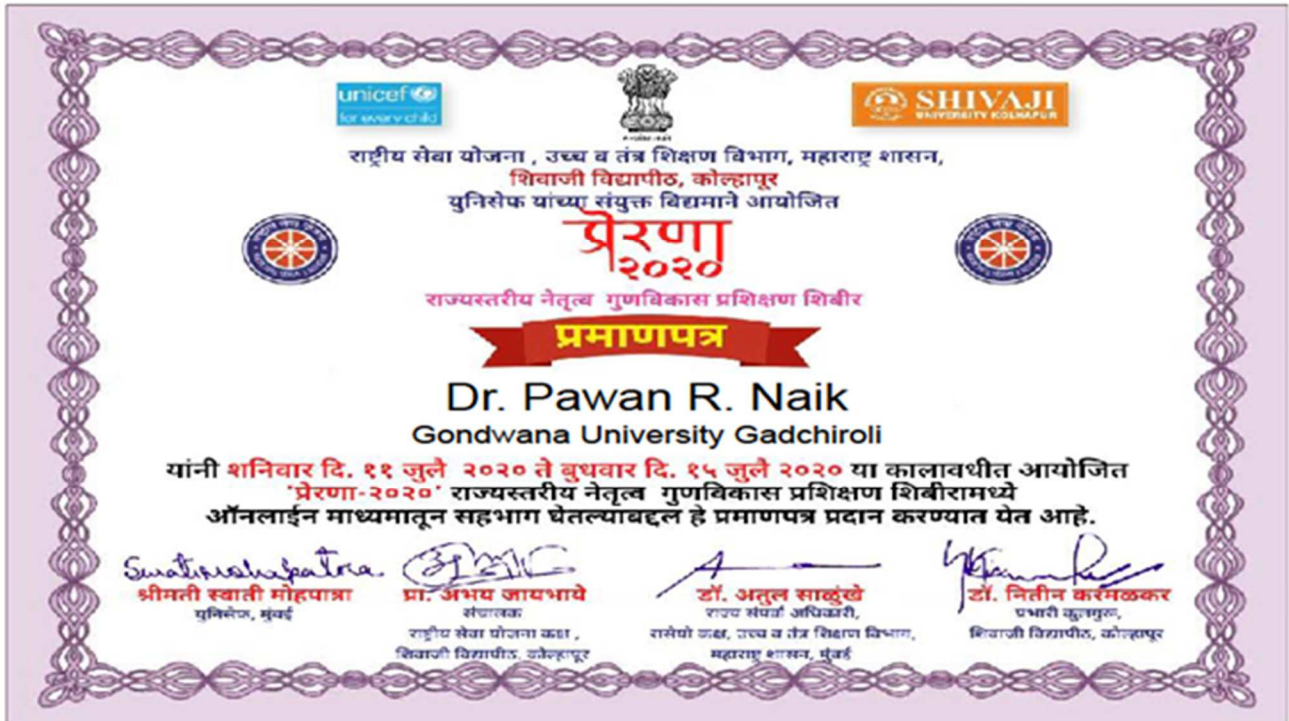 unicef
for every child
SHIVAJI
UNIVERSITY KOLHAPUR
राष्ट्रीय सेवा योजना , उच्च व तंत्र शिक्षण विभाग, महाराष्ट्र शासन,
शिवाजी विद्यापीठ, कोल्हापूर
युनिसेफ यांच्या संयुक्त विद्यमाने आयोजित
प्रेरणा
२०२०
राज्यस्तरीय नेतृत्व गुणविकास प्रशिक्षण शिबीर
प्रमाणपत्र
Dr. Pawan R. Naik
Gondwana University Gadchiroli
यांनी शनिवार दि. ११ जुलै २०२० ते बुधवार दि. १५ जुलै २०२० या कालावधीत आयोजित
'प्रेरणा-२०२०' राज्यस्तरीय नेतृत्व गुणविकास प्रशिक्षण शिबीरामध्ये
ऑनलाईन माध्यमातून सहभाग घेतल्याबद्दल हे प्रमाणपत्र प्रदान करण्यात येत आहे.
Swatimohapatra
श्रीमती स्वाती मोहपात्रा
युनिसेफ, मुंबई
प्रा. अभय जायभाये
संचालक
राष्ट्रीय सेवा योजना कक्ष ,
शिवाजी विद्यापीठ, कोल्हापूर
डॉ. अतुल साळुंखे
राज्य संपर्क अधिकारी,
रासेयो कक्ष, उच्च व तंत्र शिक्षण विभाग,
महाराष्ट्र शासन, मुंबई
डॉ. नितीन करमळकर
प्रभारी कुलगुरू,
शिवाजी विद्यापीठ, कोल्हापूर